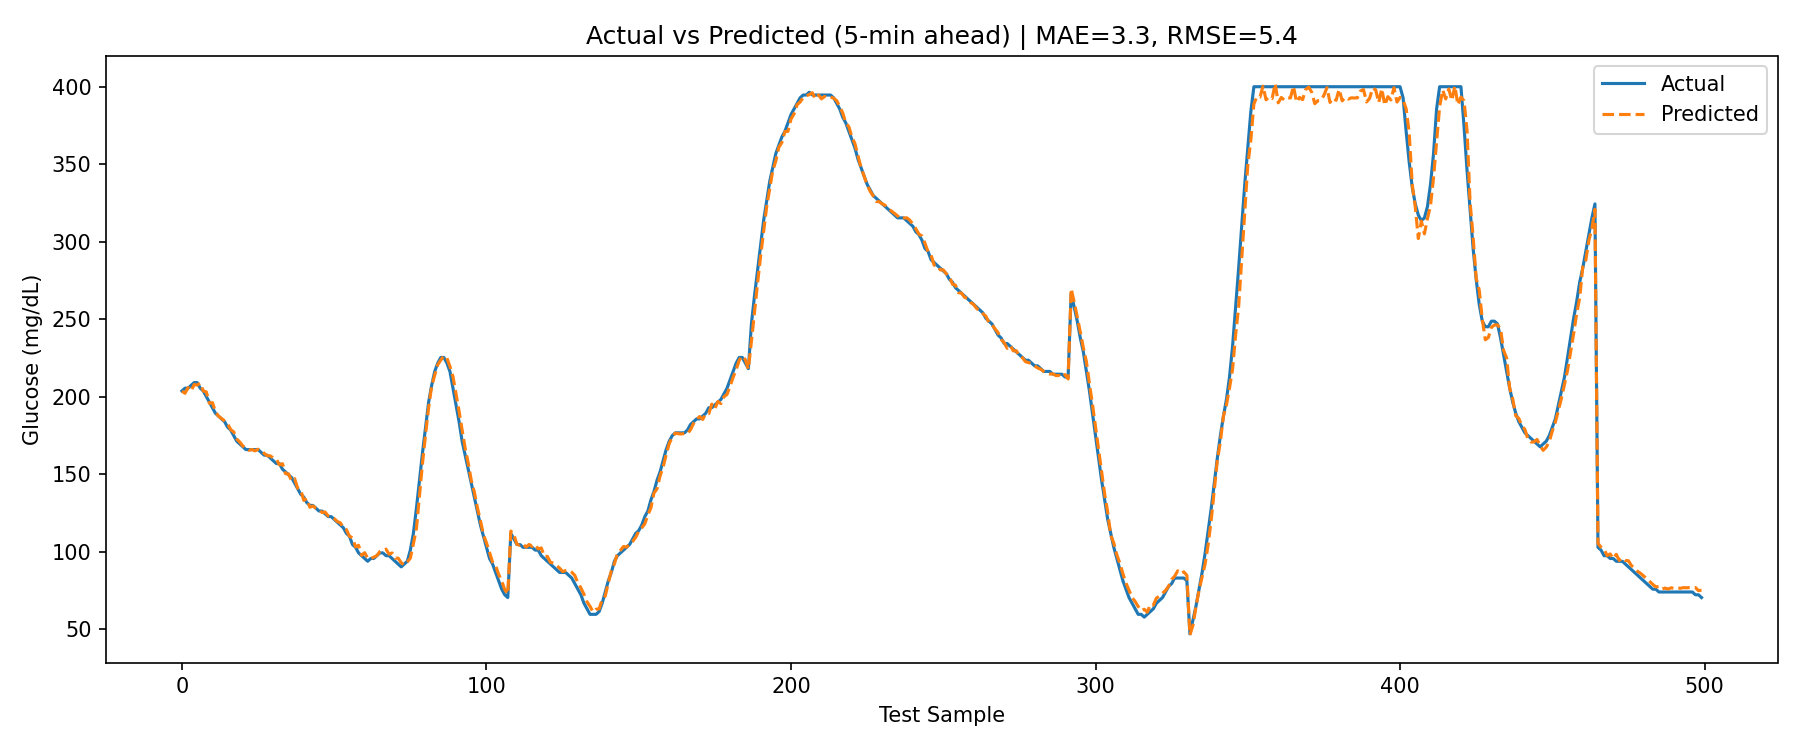 Actual vs Predicted (5-min ahead) | MAE=3.3, RMSE=5.4
Actual
Predicted
Glucose (mg/dL)
400
350
300
250
200
150
100
50
0 100 200 300 400 500
Test Sample